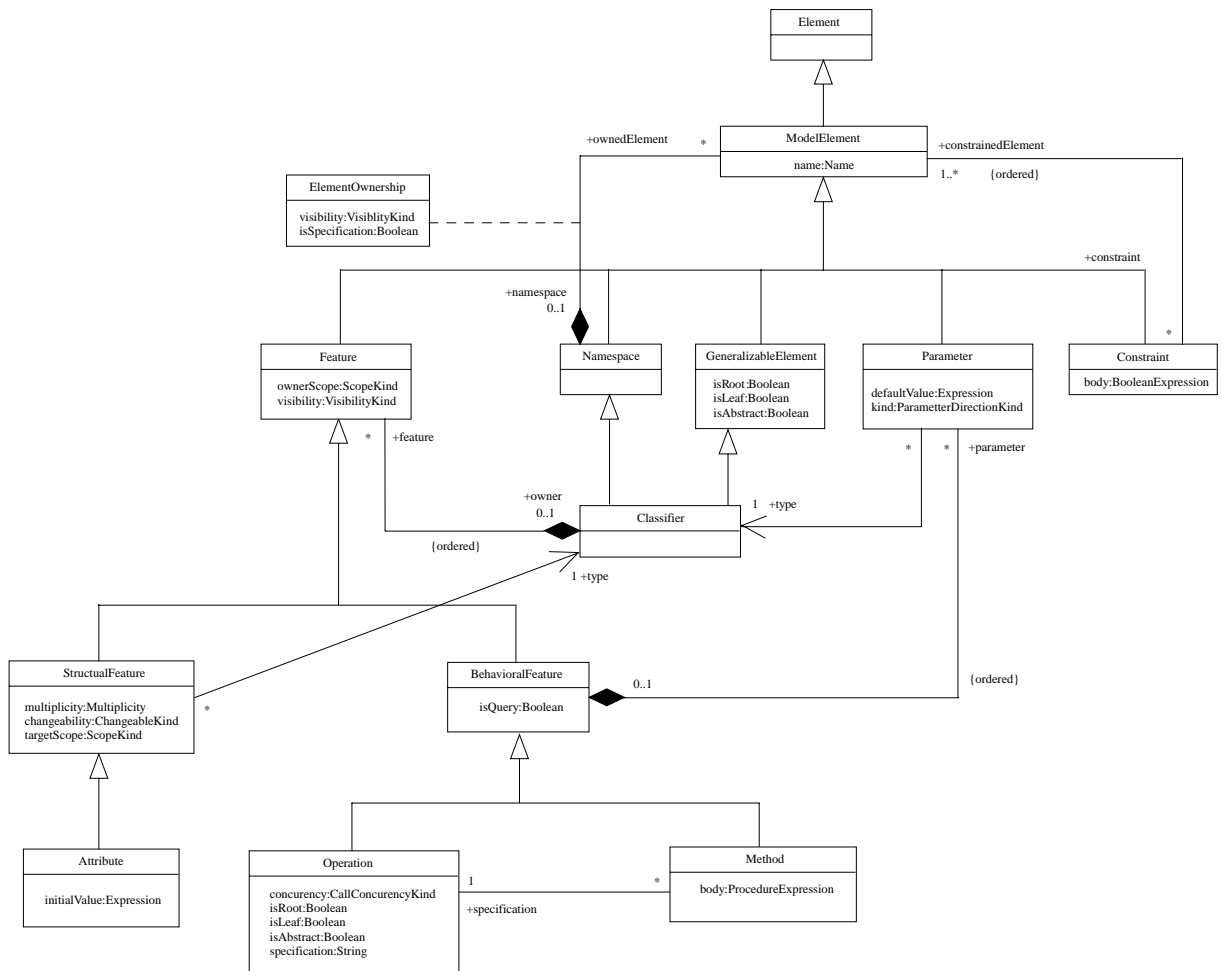 Element
+ownedElement
*
ModelElement
name:Name
+constrainedElement
1..*
{ordered}
ElementOwnership
visibility:VisiblityKind
isSpecification:Boolean
+constraint
+namespace
0..1
*
Feature
ownerScope:ScopeKind
visibility:VisibilityKind
Namespace
GeneralizableElement
isRoot:Boolean
isLeaf:Boolean
isAbstract:Boolean
Parameter
defaultValue:Expression
kind:ParametterDirectionKind
Constraint
body:BooleanExpression
*
+feature
*
*
+parameter
+owner
0..1
Classifier
1
+type
{ordered}
1 +type
StructualFeature
multiplicity:Multiplicity
changeability:ChangeableKind
targetScope:ScopeKind
*
BehavioralFeature
isQuery:Boolean
0..1
{ordered}
Attribute
initialValue:Expression
Operation
concurency:CallConcurencyKind
isRoot:Boolean
isLeaf:Boolean
isAbstract:Boolean
specification:String
1
*
+specification
Method
body:ProcedureExpression